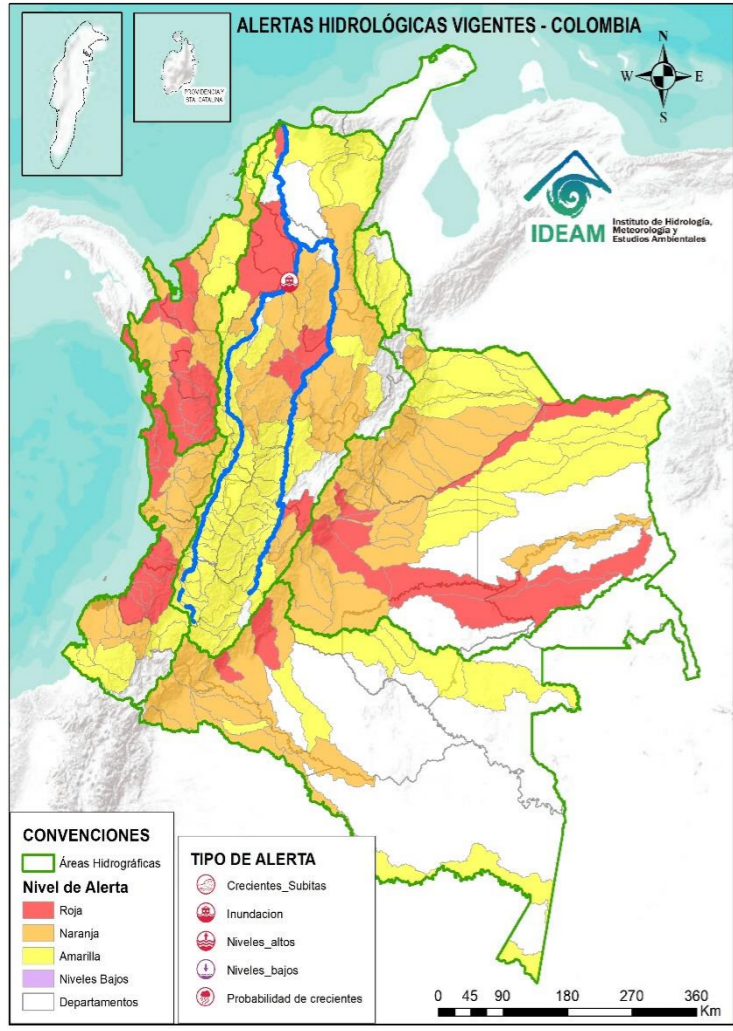 ALERTAS HIDROLÓGICAS VIGENTES - COLOMBIA
PROVIDENCIA Y
STA. CATALINA
N
W
E
S
IDEAM
Instituto de Hidrología,
Meteorología y
Estudios Ambientales
CONVENCIONES
Áreas Hidrográficas
Nivel de Alerta
Roja
Naranja
Amarilla
Niveles Bajos
Departamentos
TIPO DE ALERTA
Crecientes_Subitas
Inundacion
Niveles_altos
Niveles_bajos
Probabilidad de crecientes
0 45 90 180 270 360
Km